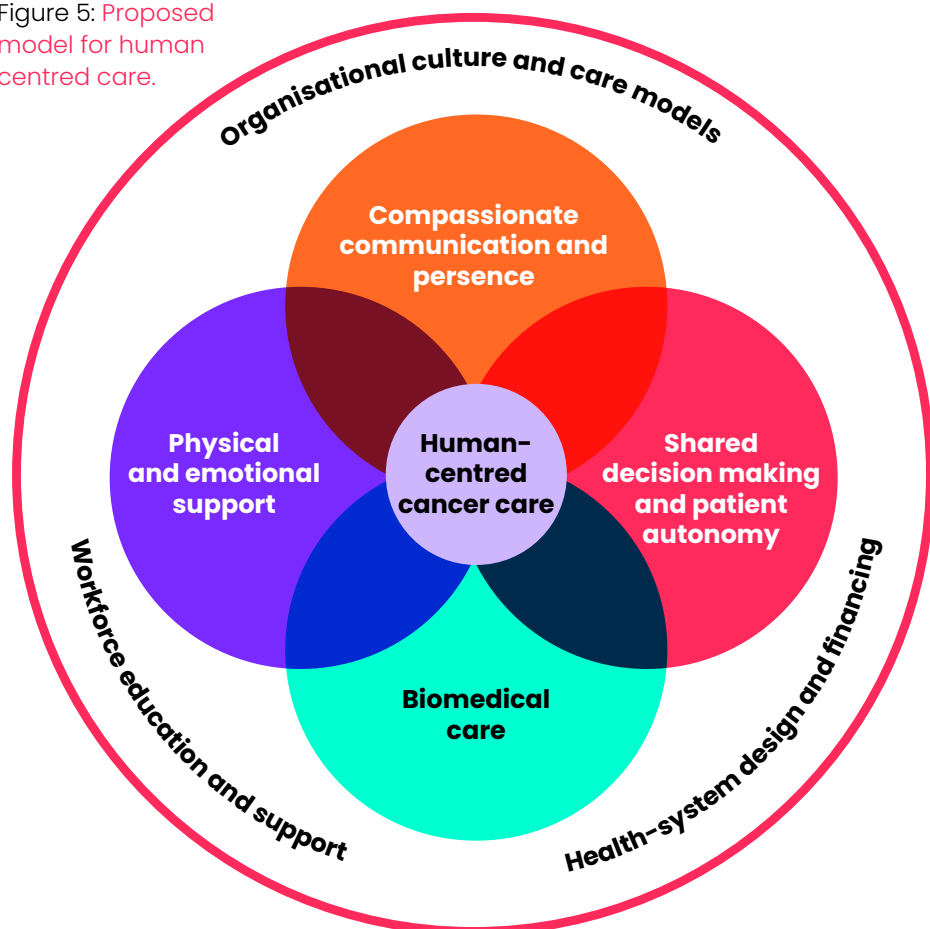 Figure 5: Proposed
model for human
centred care.
Organisational culture and care models
Compassionate
communication and
persence
Physical
and emotional
support
Human-
centred
cancer care
Shared
decision making
and patient
autonomy
Biomedical
care
Workforce education and support
Health-system design and financing